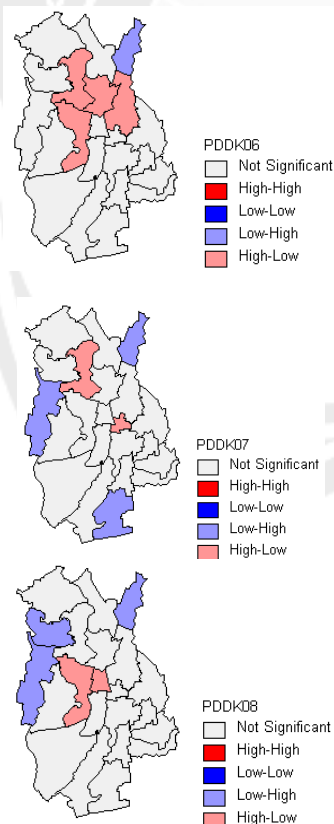 PDDK06
Not Significant
High-High
Low-Low
Low-High
High-Low
PDDK07
Not Significant
High-High
Low-Low
Low-High
High-Low
PDDK08
Not Significant
High-High
Low-Low
Low-High
High-Low